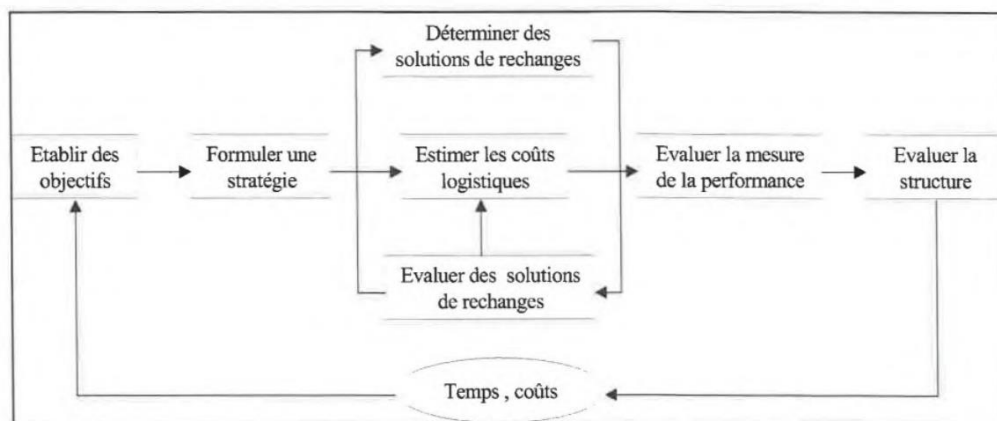 Déterminer des
solutions de rechanges
Etablir des
objectifs
Formuler une
stratégie
Estimer les coûts
logistiques
Evaluer la mesure
de la performance
Evaluer la
structure
Evaluer des solutions
de rechanges
Temps , coûts